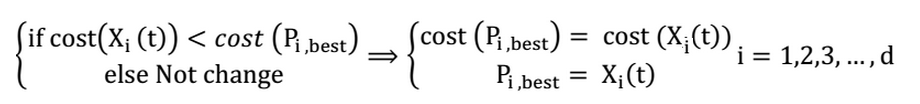 {if cost(Xᵢ (t)) < cost (Pᵢ ,best) ⟹ {cost (Pᵢ ,best) = cost (Xᵢ(t)) i = 1,2,3, … , d
else Not change Pᵢ ,best = Xᵢ(t)